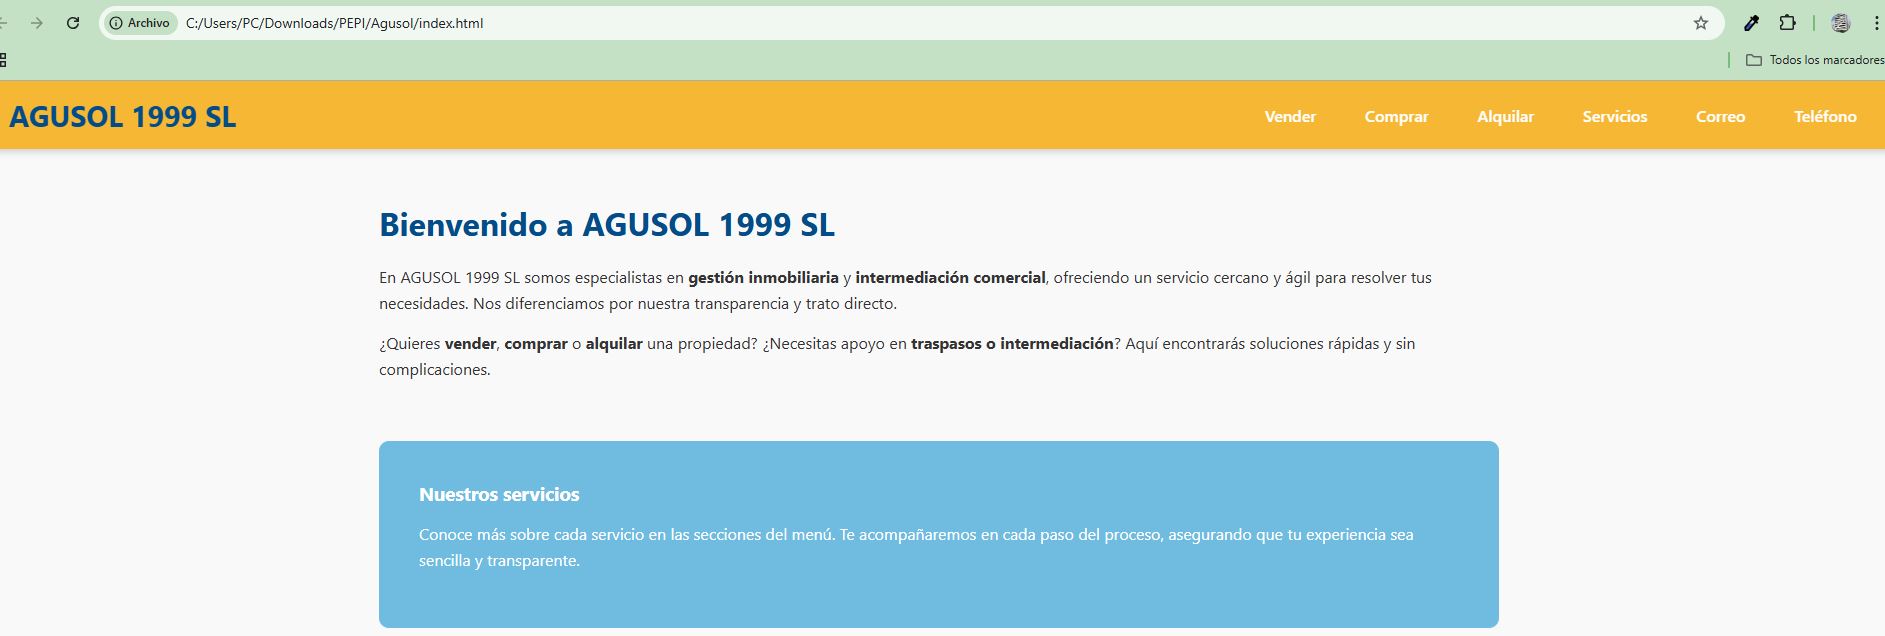 Archivo C:/Users/PC/Downloads/PEPI/Agusol/index.html
Todos los marcadores
AGUSOL 1999 SL Vender Comprar Alquilar Servicios Correo Teléfono
Bienvenido a AGUSOL 1999 SL
En AGUSOL 1999 SL somos especialistas en gestión inmobiliaria y intermediación comercial, ofreciendo un servicio cercano y ágil para resolver tus
necesidades. Nos diferenciamos por nuestra transparencia y trato directo.
¿Quieres vender, comprar o alquilar una propiedad? ¿Necesitas apoyo en traspasos o intermediación? Aquí encontrarás soluciones rápidas y sin
complicaciones.
Nuestros servicios
Conoce más sobre cada servicio en las secciones del menú. Te acompañaremos en cada paso del proceso, asegurando que tu experiencia sea
sencilla y transparente.